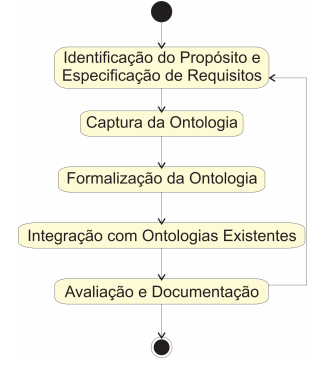 Identificação do Propósito e
Especificação de Requisitos
Captura da Ontologia
Formalização da Ontologia
Integração com Ontologias Existentes
Avaliação e Documentação